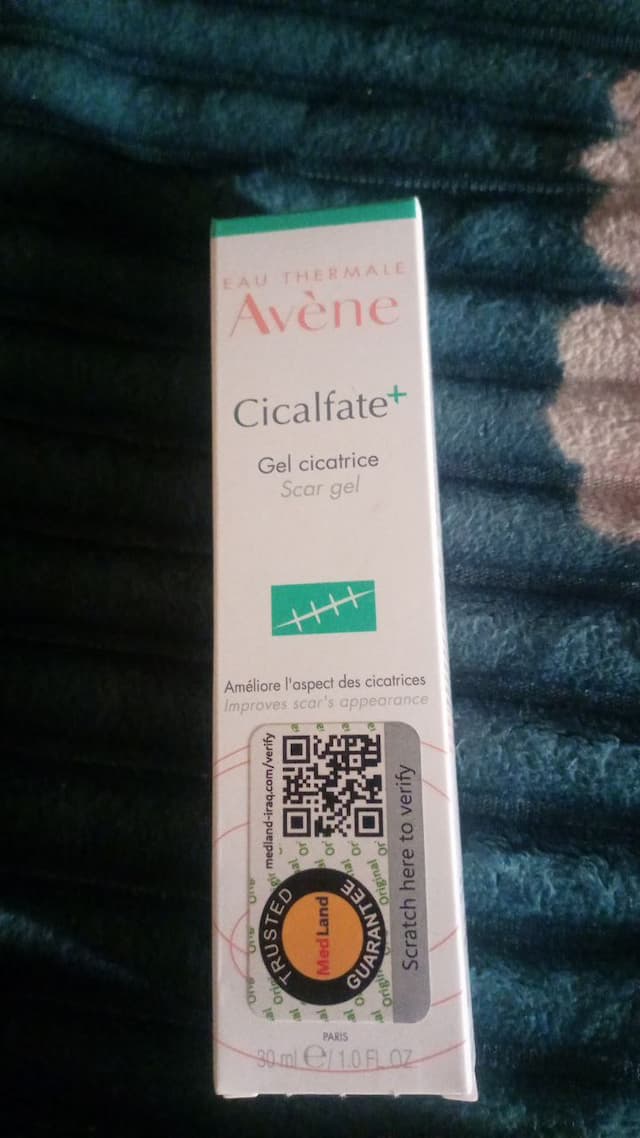 EAU THERMALE
Avène
Cicalfate+
Gel cicatrice
Scar gel
Améliore l'aspect des cicatrices
Improves scar's appearance
medland-iraq.com/verify
Scratch here to verify
TRUSTED
MedLand
GUARANTEE
Original
PARIS
30 ml e/1.0 FL.OZ